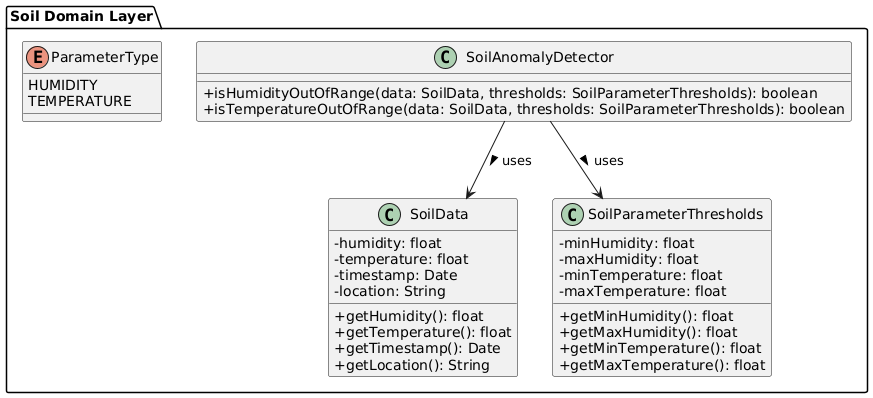 Soil Domain Layer
E ParameterType
HUMIDITY
TEMPERATURE
C SoilAnomalyDetector
+isHumidityOutOfRange(data: SoilData, thresholds: SoilParameterThresholds): boolean
+isTemperatureOutOfRange(data: SoilData, thresholds: SoilParameterThresholds): boolean
uses
uses
C SoilData
-humidity: float
-temperature: float
-timestamp: Date
-location: String
+getHumidity(): float
+getTemperature(): float
+getTimestamp(): Date
+getLocation(): String
C SoilParameterThresholds
-minHumidity: float
-maxHumidity: float
-minTemperature: float
-maxTemperature: float
+getMinHumidity(): float
+getMaxHumidity(): float
+getMinTemperature(): float
+getMaxTemperature(): float